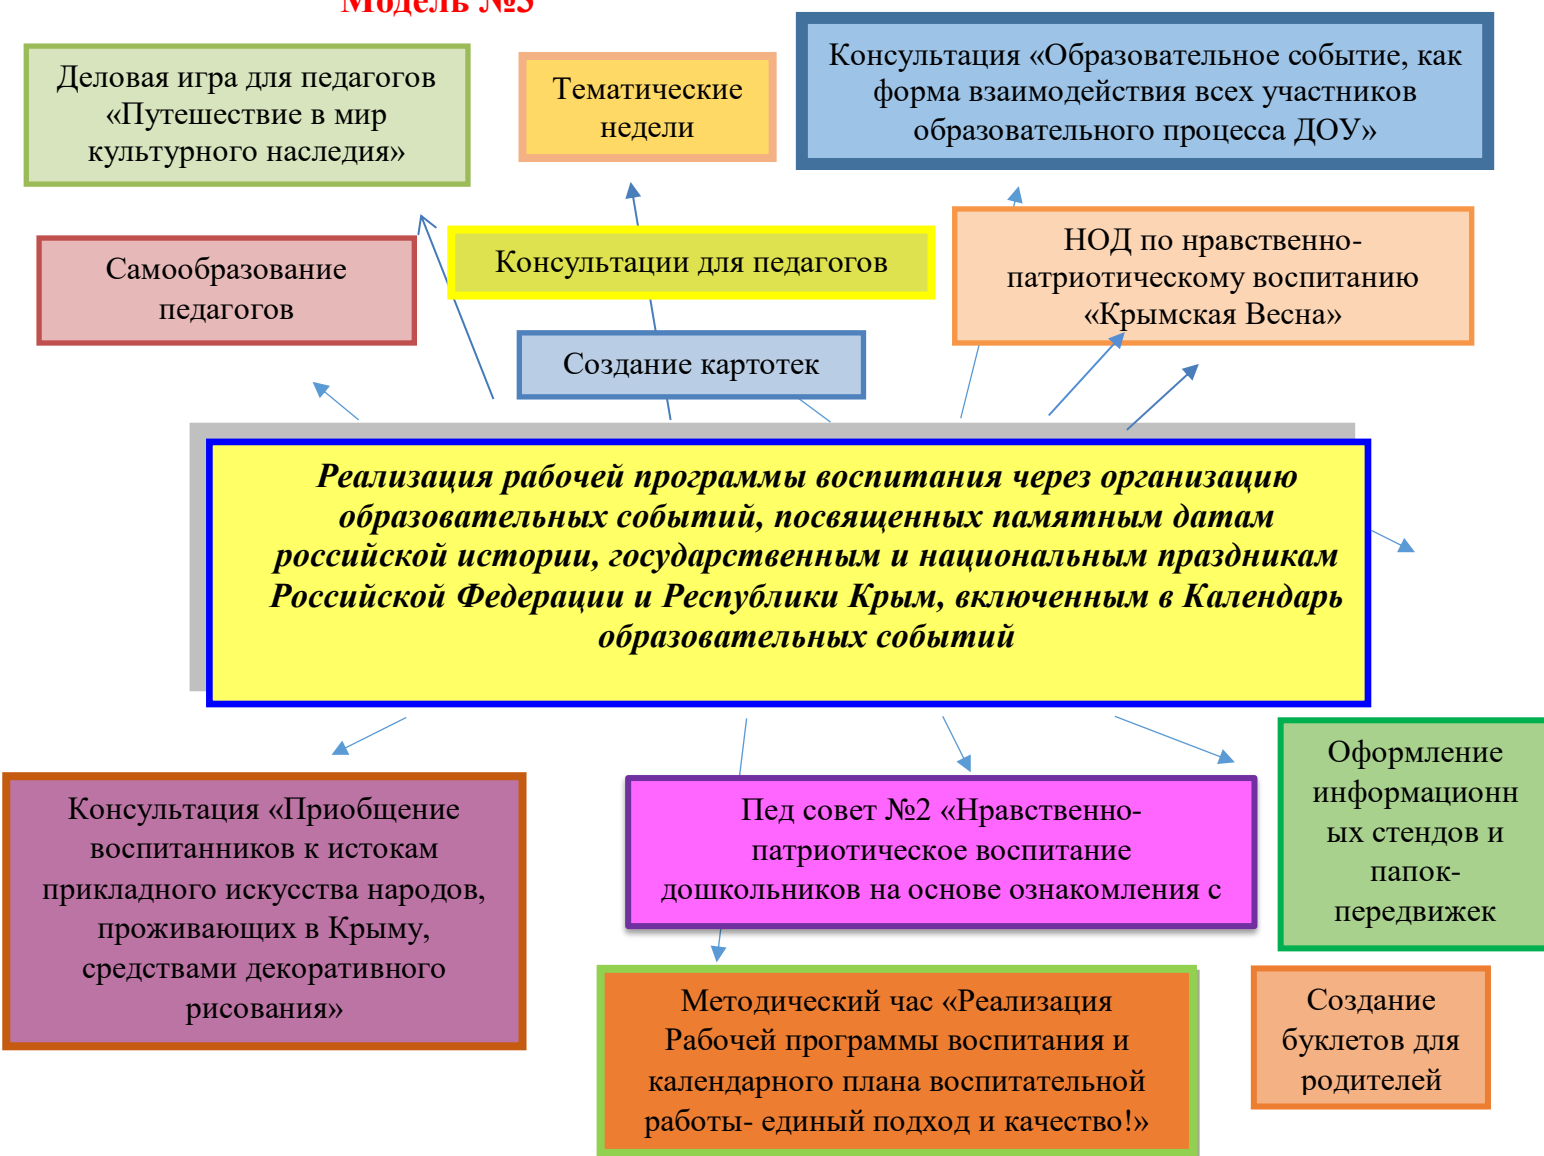 Модель №3
Деловая игра для педагогов
«Путешествие в мир
культурного наследия»
Тематические
недели
Консультация «Образовательное событие, как
форма взаимодействия всех участников
образовательного процесса ДОУ»
Самообразование
педагогов
Консультации для педагогов
НОД по нравственно-
патриотическому воспитанию
«Крымская Весна»
Создание картотек
Реализация рабочей программы воспитания через организацию
образовательных событий, посвященных памятным датам
российской истории, государственным и национальным праздникам
Российской Федерации и Республики Крым, включенным в Календарь
образовательных событий
Консультация «Приобщение
воспитанников к истокам
прикладного искусства народов,
проживающих в Крыму,
средствами декоративного
рисования»
Пед совет №2 «Нравственно-
патриотическое воспитание
дошкольников на основе ознакомления с
Оформление
информационн
ых стендов и
папок-
передвижек
Методический час «Реализация
Рабочей программы воспитания и
календарного плана воспитательной
работы- единый подход и качество!»
Создание
буклетов для
родителей